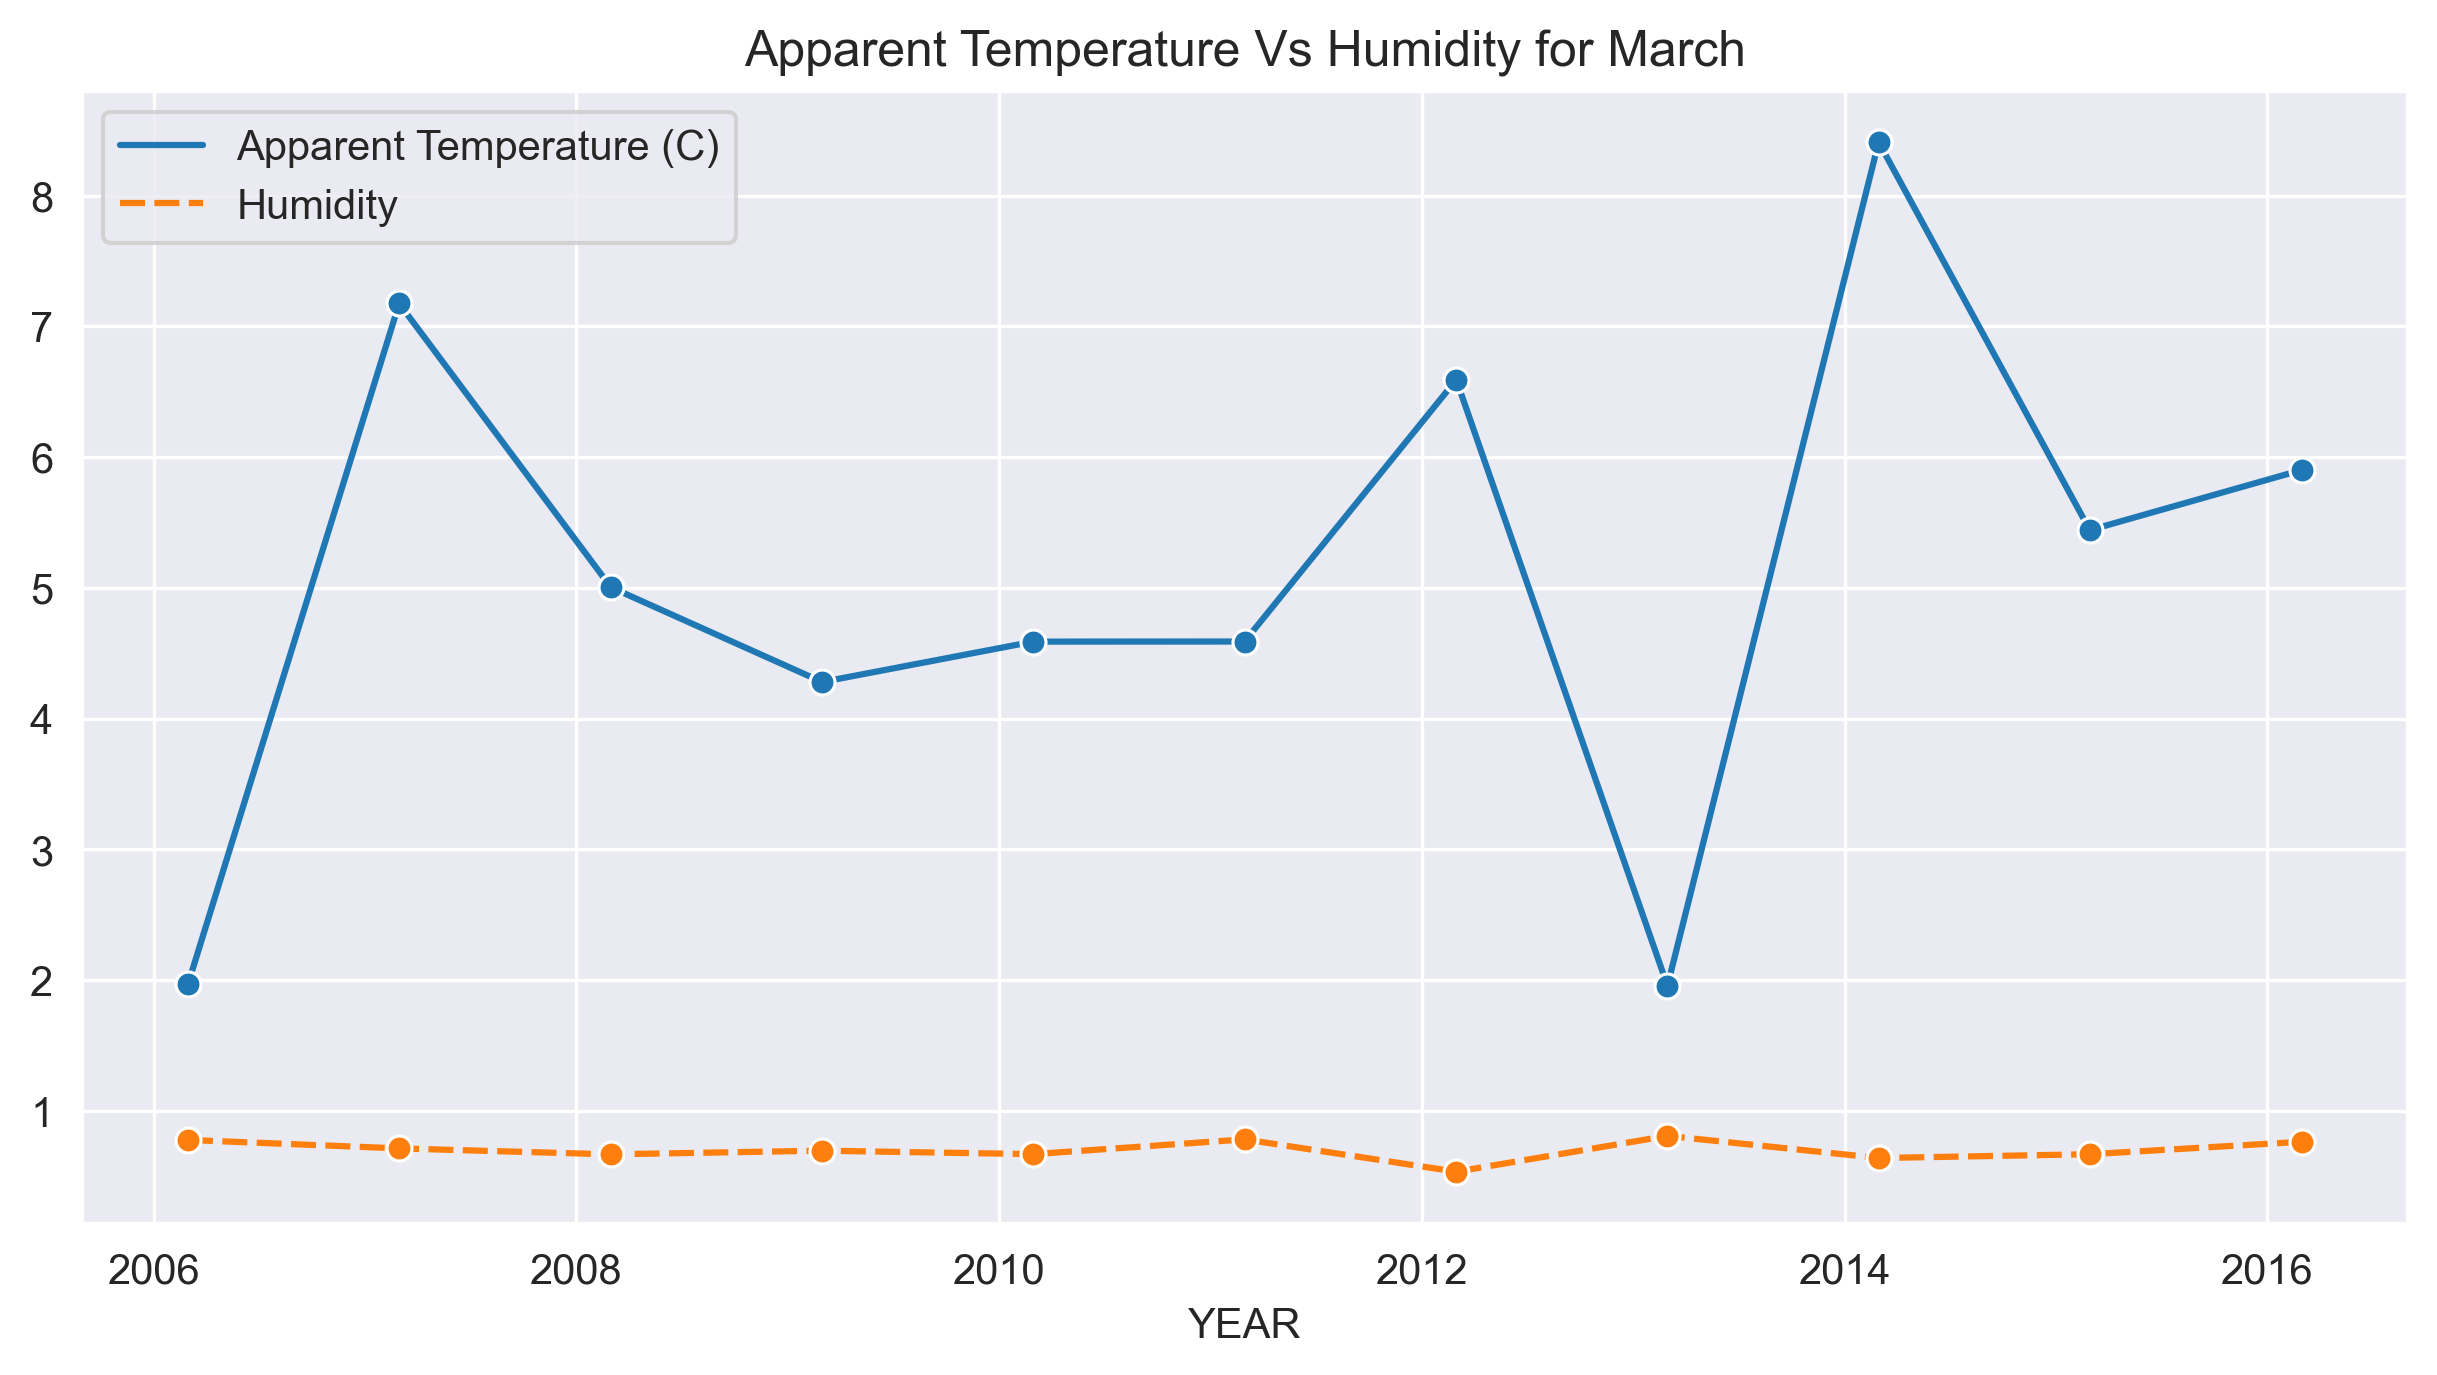 Apparent Temperature Vs Humidity for March
Apparent Temperature (C)
Humidity
8
7
6
5
4
3
2
1
2006 2008 2010 2012 2014 2016
YEAR